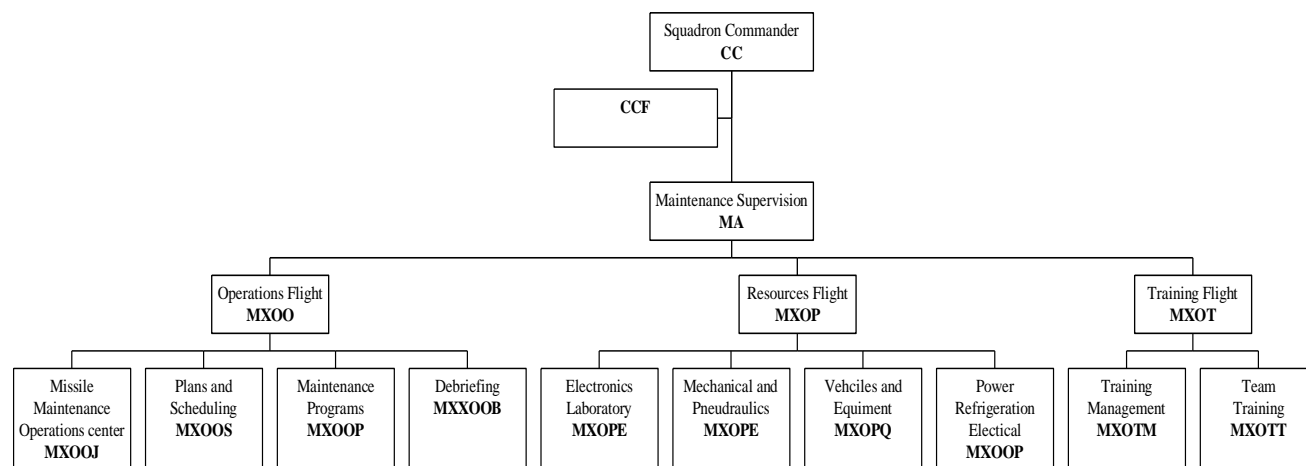 Squadron Commander
CC
CCF
Maintenance Supervision
MA
Operations Flight
MXOO
Resources Flight
MXOP
Training Flight
MXOT
Missile
Maintenance
Operations center
MXOOJ
Plans and
Scheduling
MXOOS
Maintenance
Programs
MXOOP
Debriefing
MXXOOB
Electronics
Laboratory
MXOPE
Mechanical and
Pneudraulics
MXOPE
Vehciles and
Equiment
MXOPQ
Power
Refrigeration
Electical
MXOOP
Training
Management
MXOTM
Team
Training
MXOTT